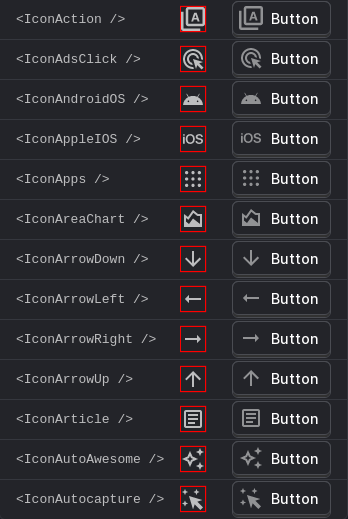 <IconAction /> A A Button
<IconAdsClick /> Button
<IconAndroidOS /> Button
<IconAppleIOS /> iOS iOS Button
<IconApps /> Button
<IconAreaChart /> Button
<IconArrowDown /> Button
<IconArrowLeft /> Button
<IconArrowRight /> Button
<IconArrowUp /> Button
<IconArticle /> Button
<IconAutoAwesome /> Button
<IconAutocapture /> Button